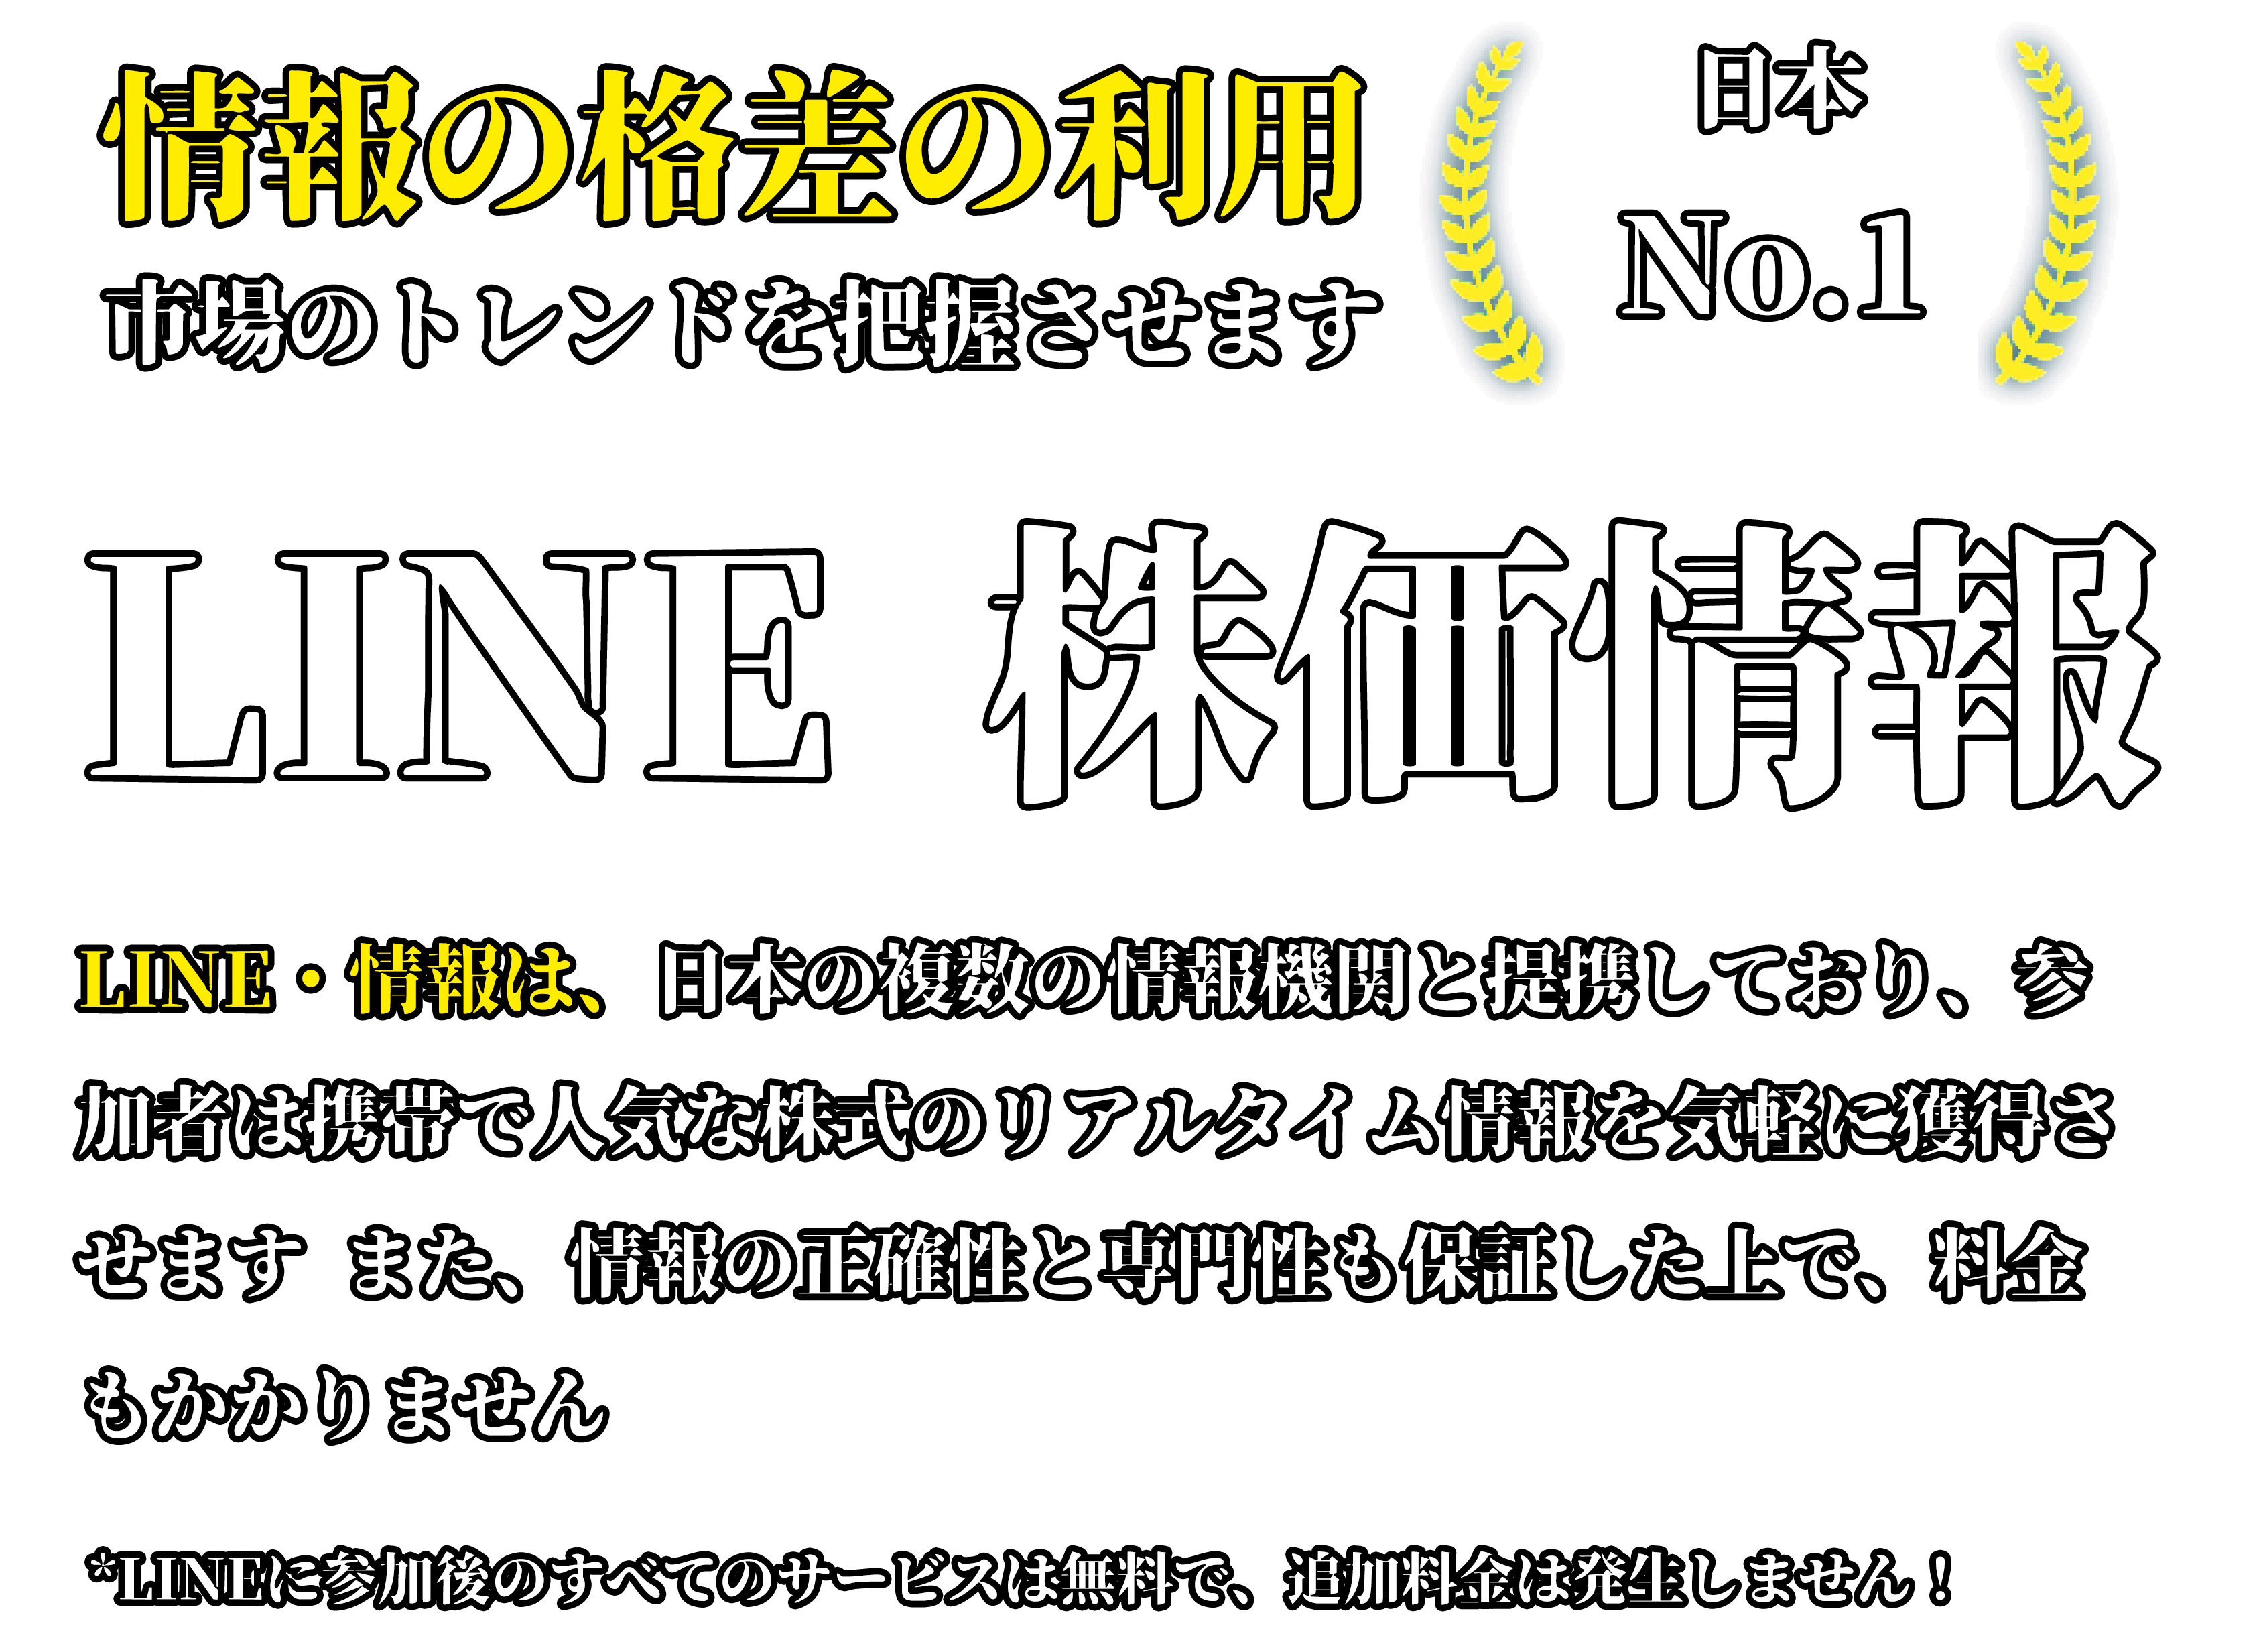 情報の格差の利用
市場のトレンドを把握させます
日本
No.1
LINE 株価情報
LINE・情報は、日本の複数の情報機関と提携しており、参
加者は携帯で人気な株式のリアルタイム情報を気軽に獲得さ
せます また、情報の正確性と専門性も保証した上で、料金
もかかりません
*LINEに参加後のすべてのサービスは無料で、追加料金は発生しません！